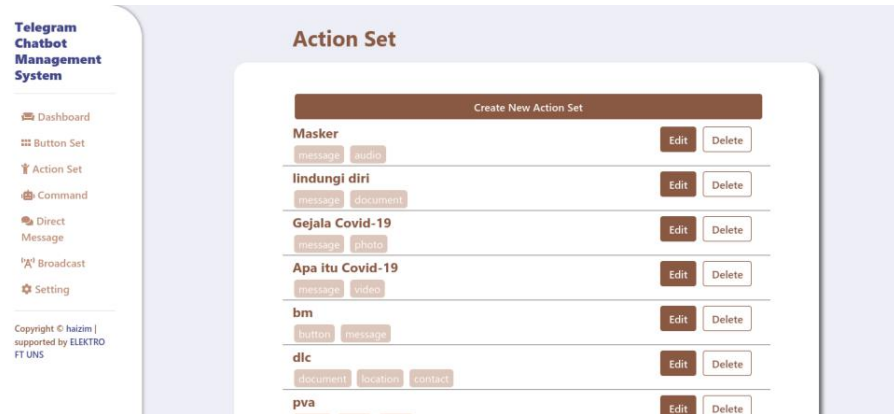 Telegram
Chatbot
Management
System
Dashboard
Button Set
Action Set
Command
Direct
Message
Broadcast
Setting
Copyright © haizim |
supported by ELEKTRO
FT UNS
Action Set
Create New Action Set
Masker
message audio
Edit Delete
lindungi diri
message document
Edit Delete
Gejala Covid-19
message photo
Edit Delete
Apa itu Covid-19
message video
Edit Delete
bm
button message
Edit Delete
dlc
document location contact
Edit Delete
pva
Edit Delete